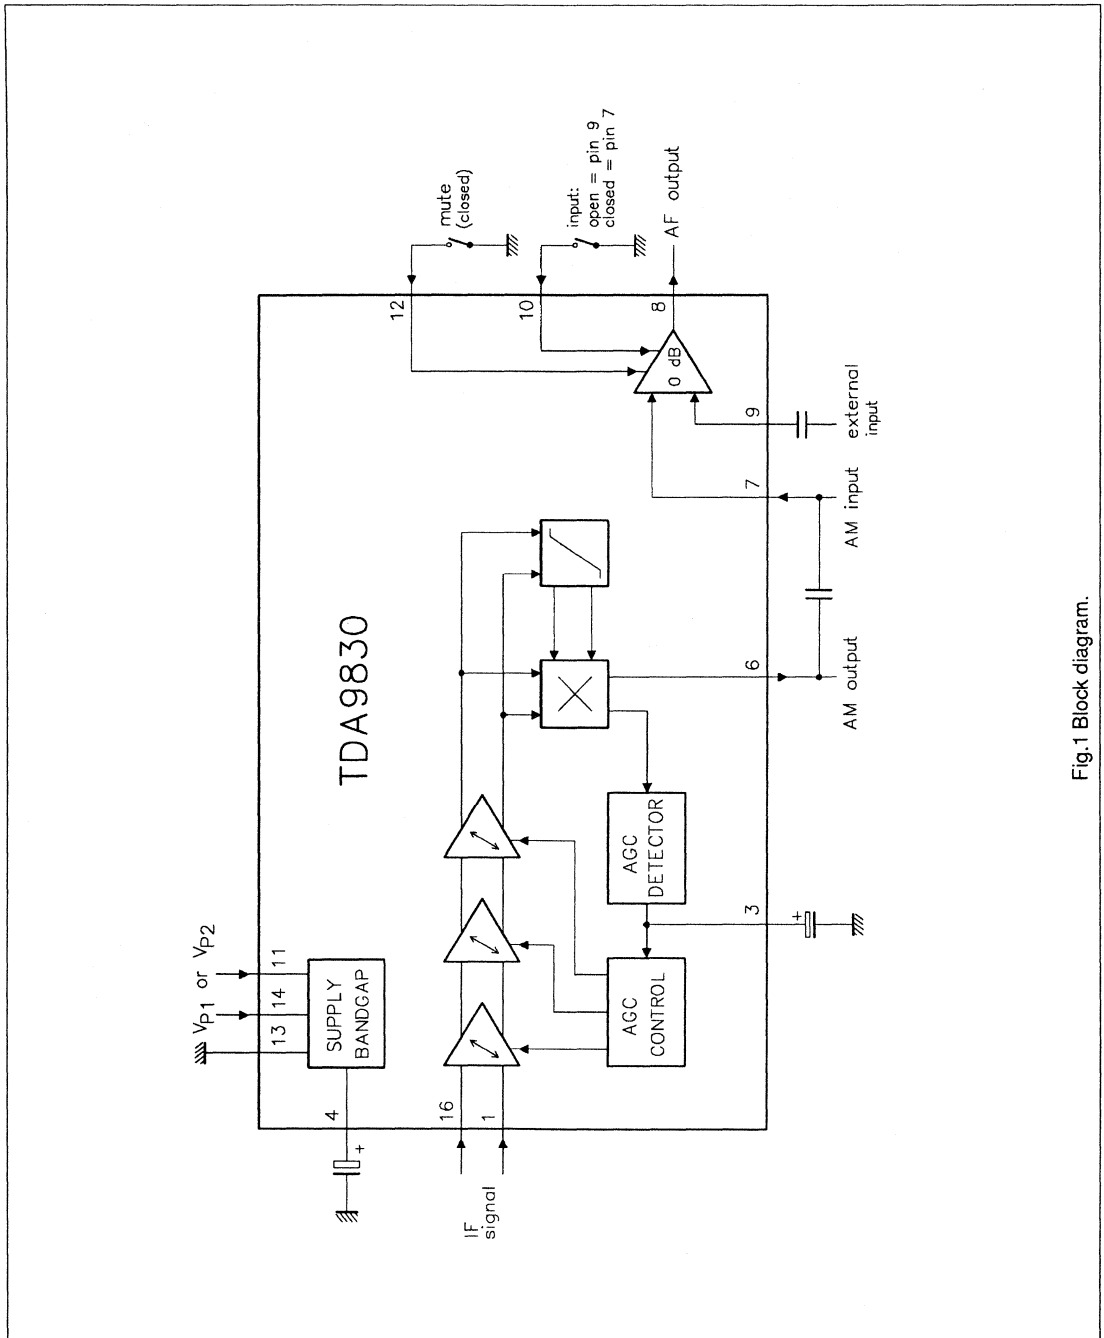 TDA9830
VP1 or VP2
13
14
11
SUPPLY
BANDGAP
4
16
1
IF
signal
AGC
CONTROL
AGC
DETECTOR
3
6
AM output
7
AM input
9
external
input
0 dB
12
mute
(closed)
10
input:
open = pin 9
closed = pin 7
8
AF output
+
+
Fig.1 Block diagram.